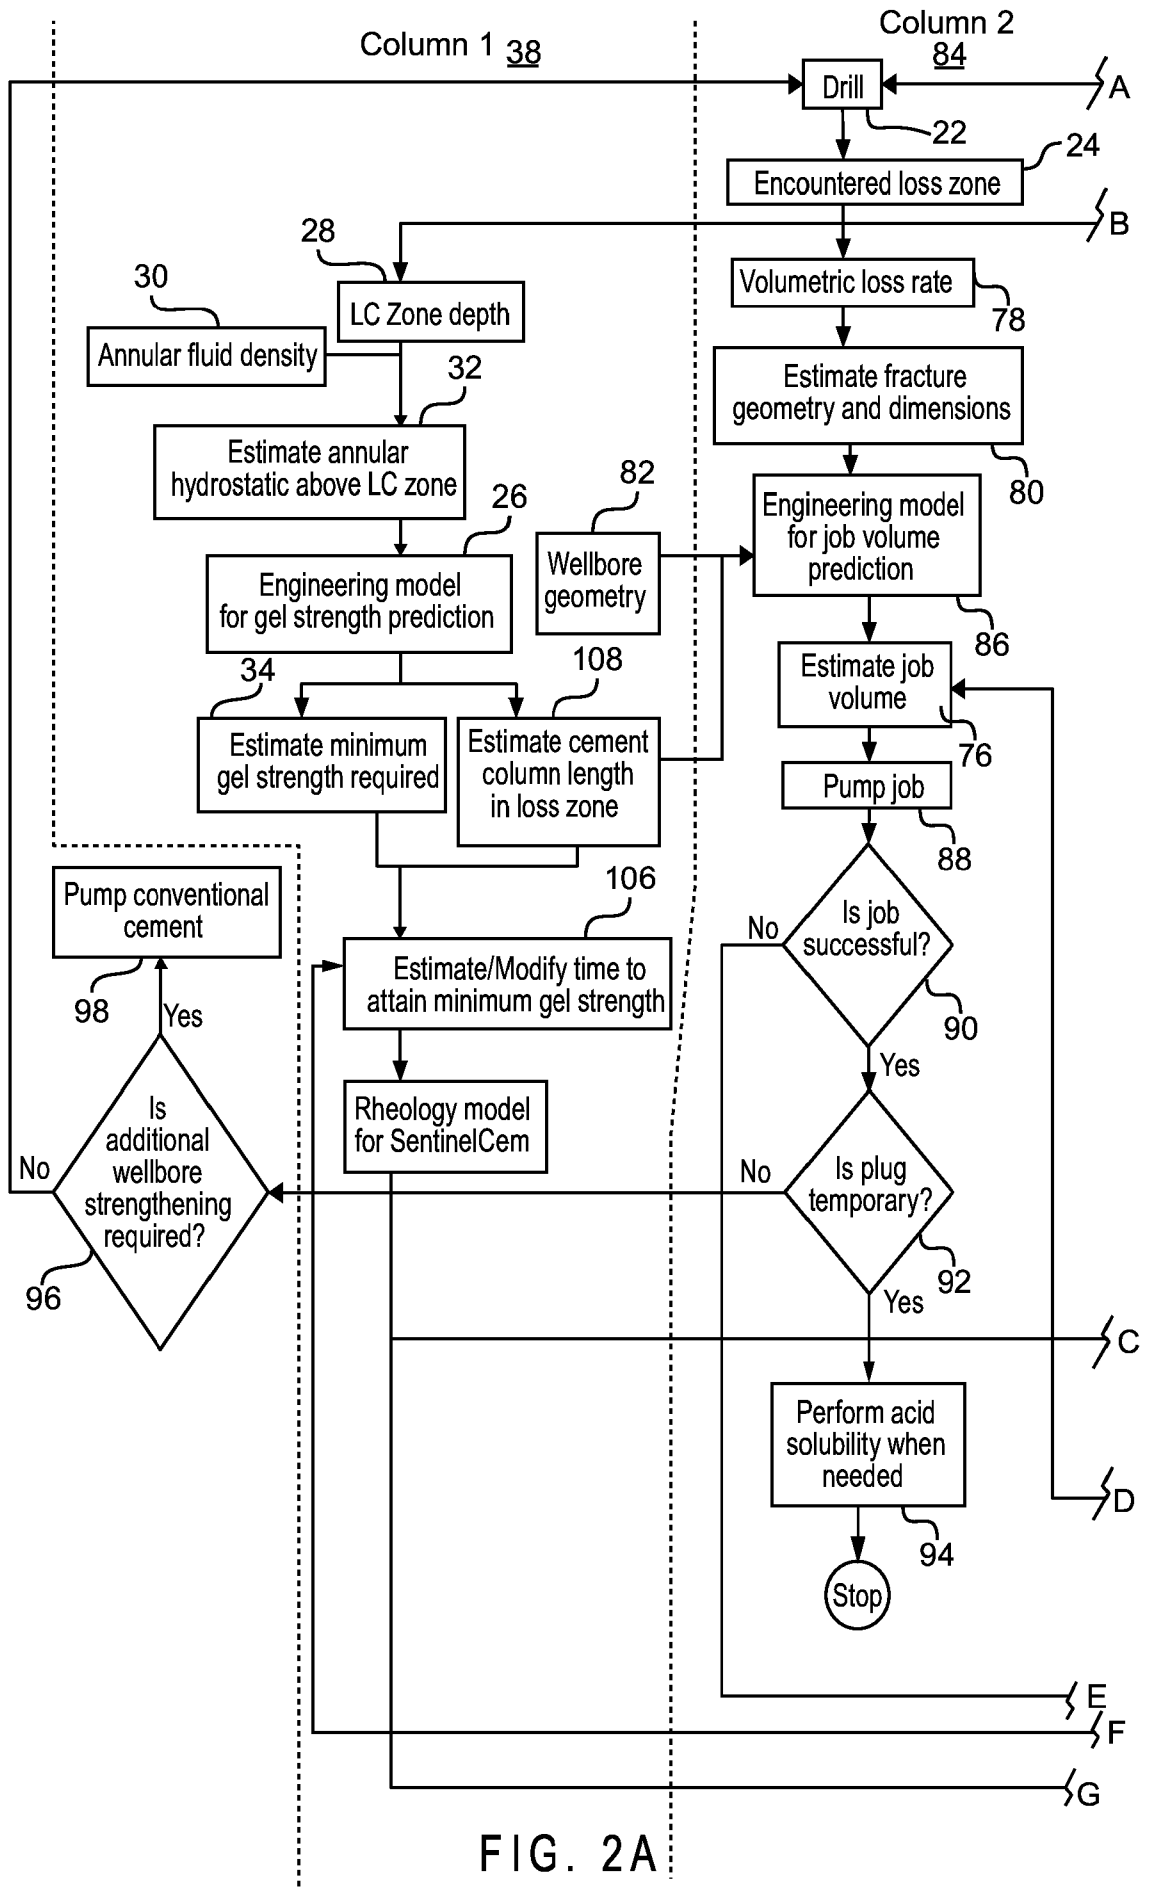 Column 1 38
Column 2
84
Drill
A
22
24
Encountered loss zone
B
28
30
LC Zone depth
Volumetric loss rate
78
Annular fluid density
32
Estimate fracture
geometry and dimensions
80
Estimate annular
hydrostatic above LC zone
82
26
Engineering model
for job volume
prediction
86
Wellbore
geometry
Engineering model
for gel strength prediction
34
108
Estimate job
volume
76
Estimate minimum
gel strength required
Estimate cement
column length
in loss zone
Pump job
88
Pump conventional
cement
98
106
No
Is job
successful?
90
Estimate/Modify time to
attain minimum gel strength
Yes
Yes
Rheology model
for SentinelCem
Is
additional
wellbore
strengthening
required?
No
96
No
Is plug
temporary?
92
Yes
C
Perform acid
solubility when
needed
D
94
Stop
E
F
G
FIG. 2A